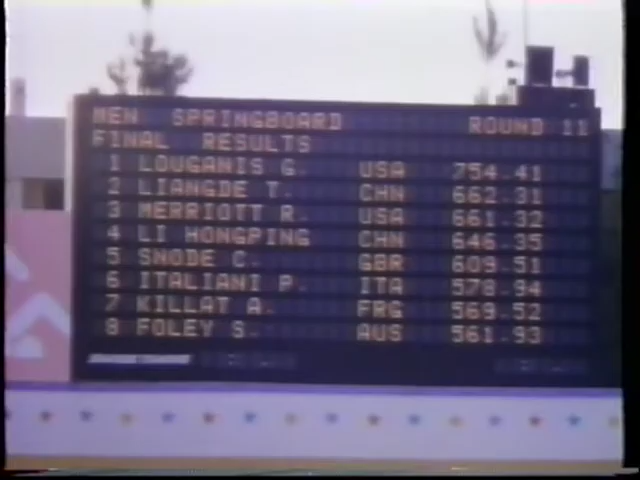 MEN SPRINGBOARD ROUND 11
FINAL RESULTS
1 LOUGANIS G. USA 754.41
2 LIANGDE T. CHN 662.31
3 MERRIOTT R. USA 661.32
4 LI HONGPING CHN 646.35
5 SNODE C. GBR 609.51
6 ITALIANI P. ITA 578.94
7 KILLAT A. FRG 569.52
8 FOLEY S. AUS 561.93